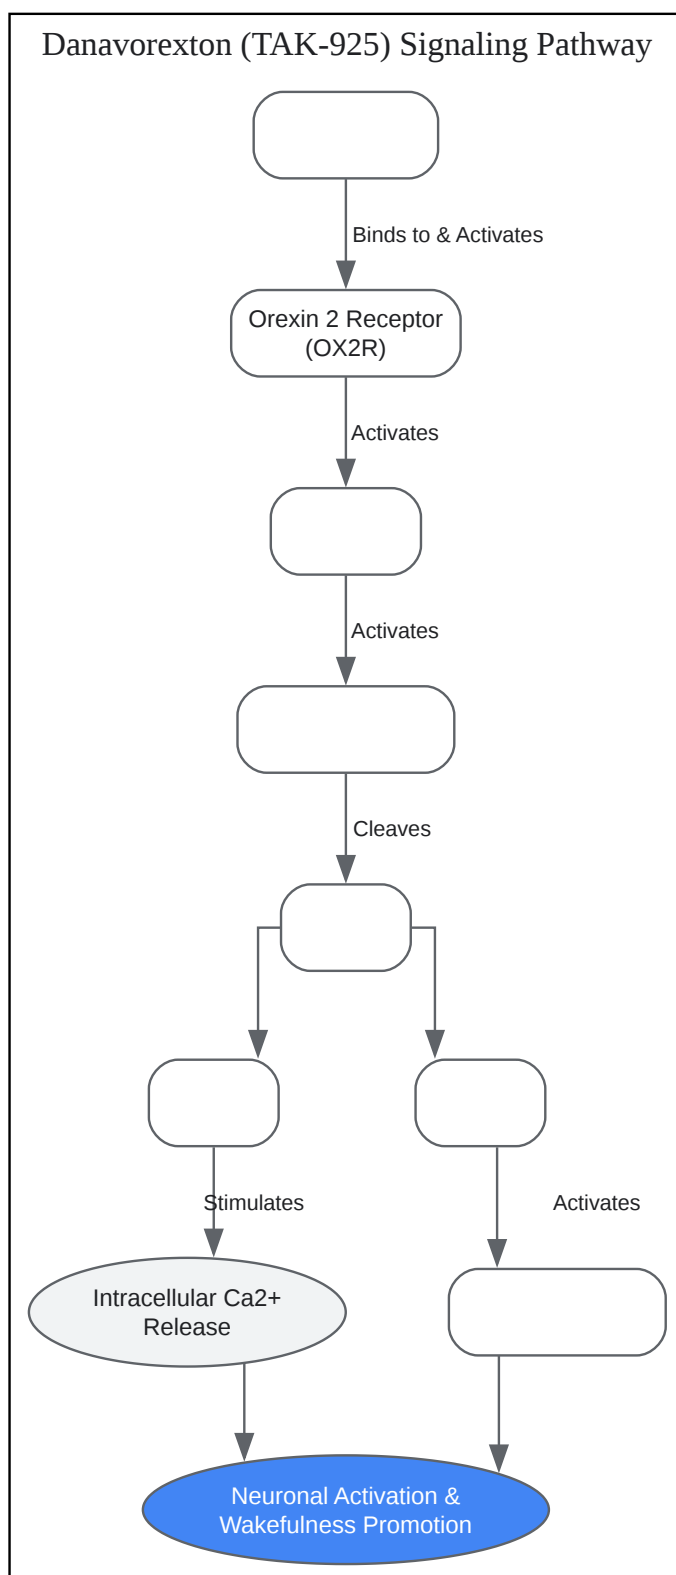 Danavorexton (TAK-925) Signaling Pathway
Binds to & Activates
Orexin 2 Receptor
(OX2R)
Activates
Activates
Cleaves
Stimulates
Activates
Intracellular Ca2+
Release
Neuronal Activation &
Wakefulness Promotion